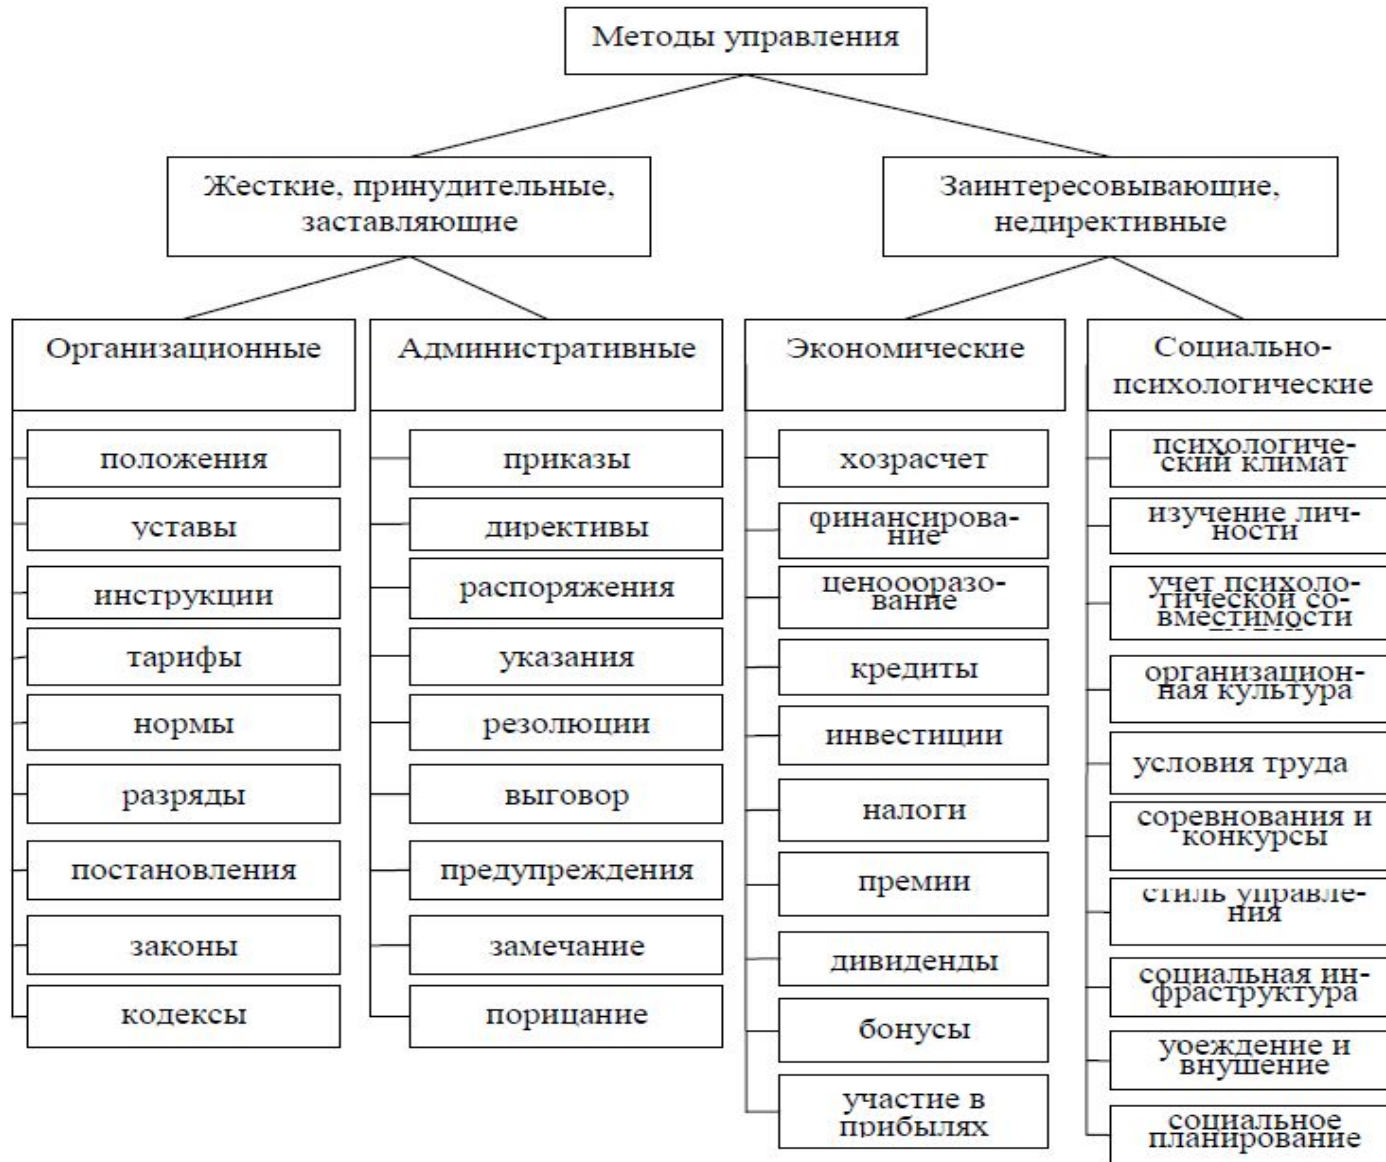 Методы управления
Жесткие, принудительные,
заставляющие
Заинтересовывающие,
недирективные
Организационные
положения
уставы
инструкции
тарифы
нормы
разряды
постановления
законы
кодексы
Административные
приказы
директивы
распоряжения
указания
резолюции
выговор
предупреждения
замечание
порицание
Экономические
хозрасчет
финансирова-
ние
ценообразо-
вание
кредиты
инвестиции
налоги
премии
дивиденды
бонусы
участие в
прибылях
Социально-
психологические
психологиче-
ский климат
изучение лич-
ности
учет психоло-
гической со-
вместимости
организацион-
ная культура
условия труда
соревнования и
конкурсы
стиль управле-
ния
социальная ин-
фраструктура
убеждение и
внушение
социальное
планирование